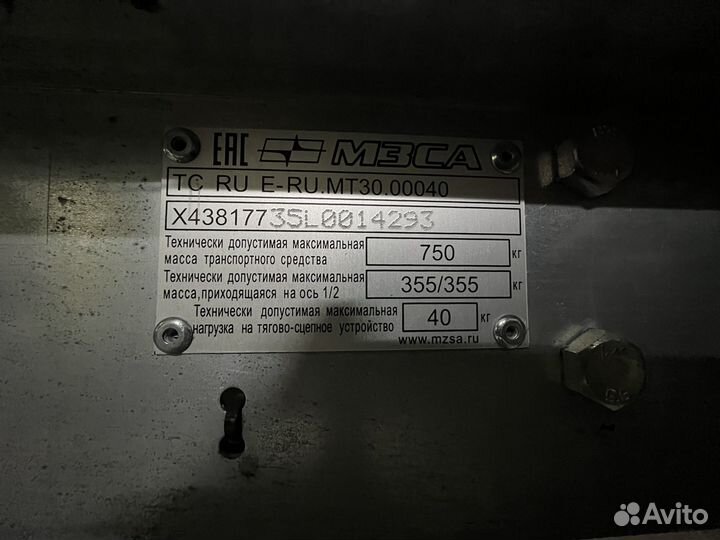 EAC МЗСА
TC RU E-RU.MT30.00040
X4381773SL0014293
Технически допустимая максимальная
масса транспортного средства 750 кг
Технически допустимая максимальная
масса,приходящаяся на ось 1/2 355/355 кг
Технически допустимая максимальная
нагрузка на тягово-сцепное устройство 40 кг
www.mzsa.ru
Avito